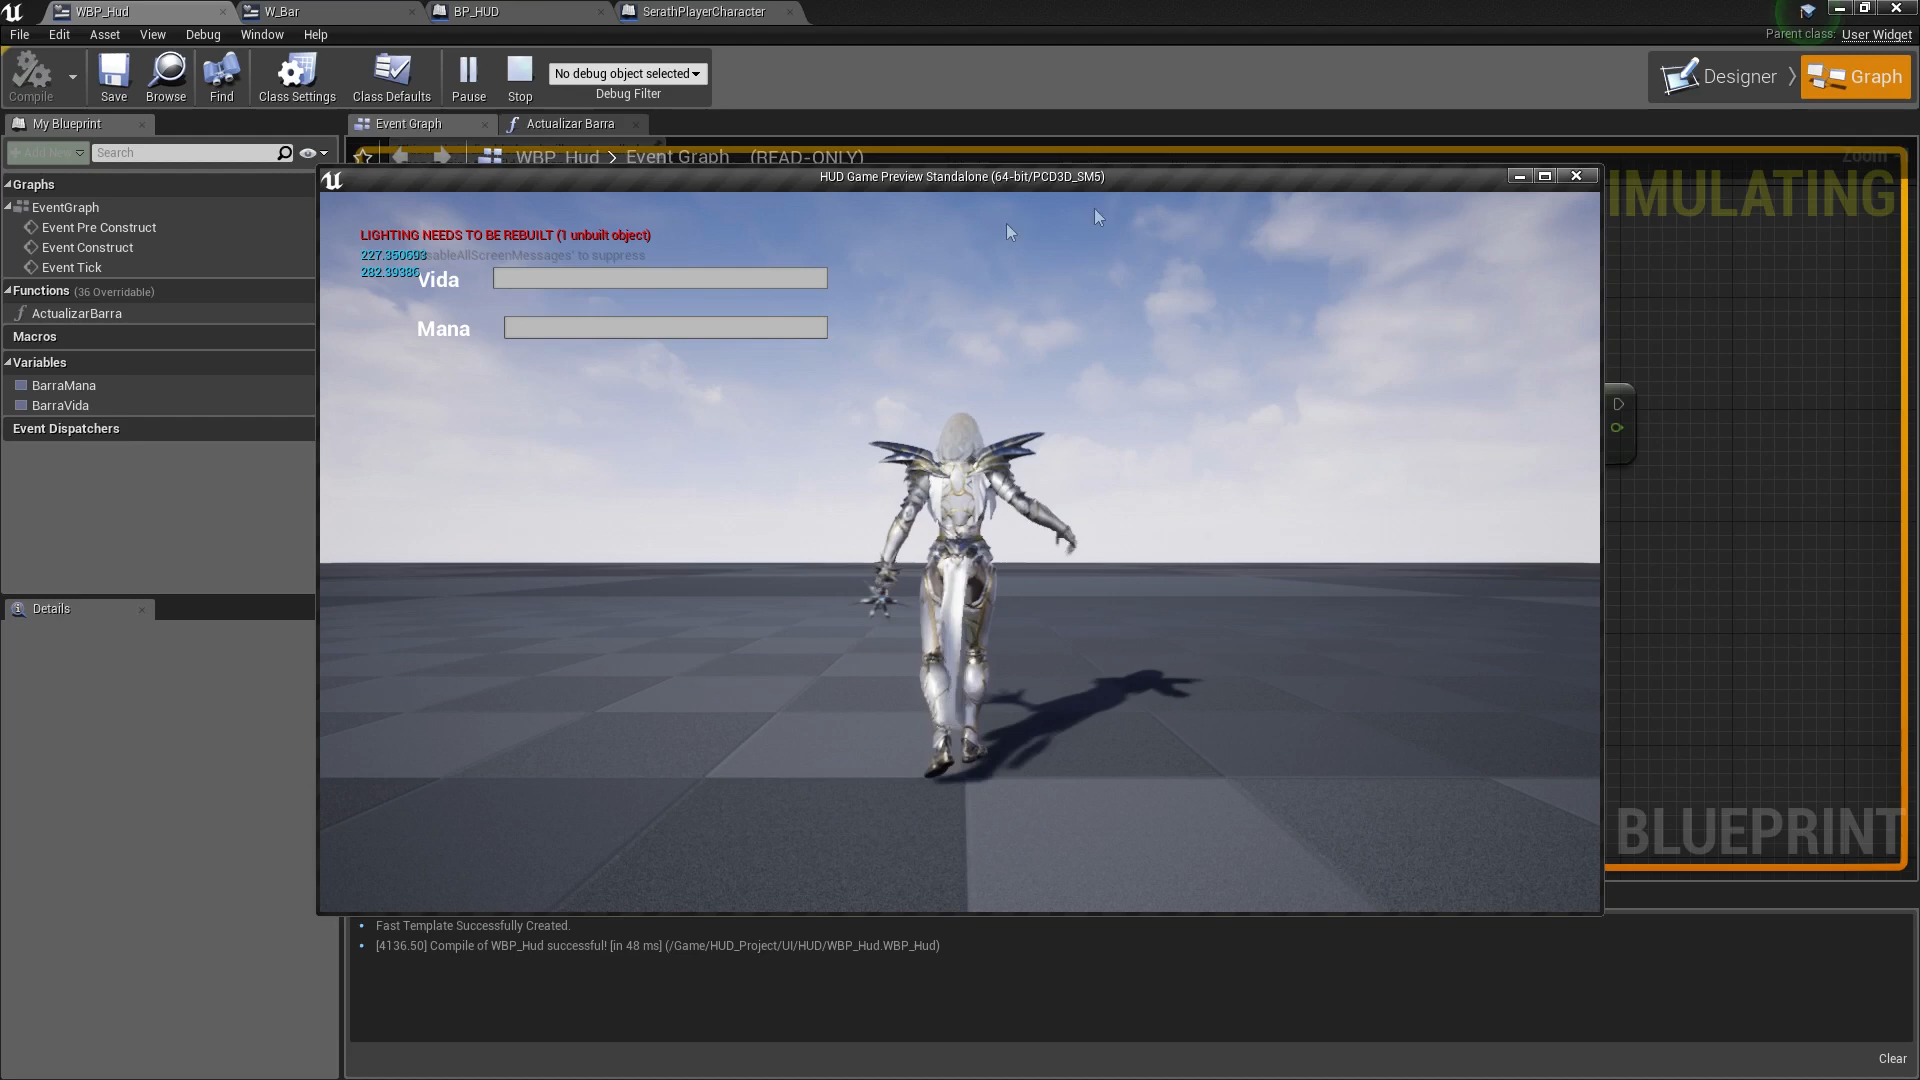 WBP_Hud
W_Bar
BP_HUD
SerathPlayerCharacter
File Edit Asset View Debug Window Help
Parent class: User Widget
Compile
Save
Browse
Find
Class Settings
Class Defaults
Pause
Stop
No debug object selected
Debug Filter
Designer
Graph
My Blueprint
Event Graph
Actualizar Barra
Add New
Search
WBP_Hud > Event Graph (READ-ONLY)
Zoom
HUD Game Preview Standalone (64-bit/PCD3D_SM5)
IMULATING
Graphs
EventGraph
Event Pre Construct
Event Construct
Event Tick
Functions (36 Overridable)
ActualizarBarra
Macros
Variables
BarraMana
BarraVida
Event Dispatchers
Details
LIGHTING NEEDS TO BE REBUILT (1 unbuilt object)
227.350693
sableAllScreenMessages' to suppress
282.39386
Vida
Mana
BLUEPRINT
Fast Template Successfully Created.
[4136.50] Compile of WBP_Hud successful! [in 48 ms] (/Game/HUD_Project/UI/HUD/WBP_Hud.WBP_Hud)
Clear